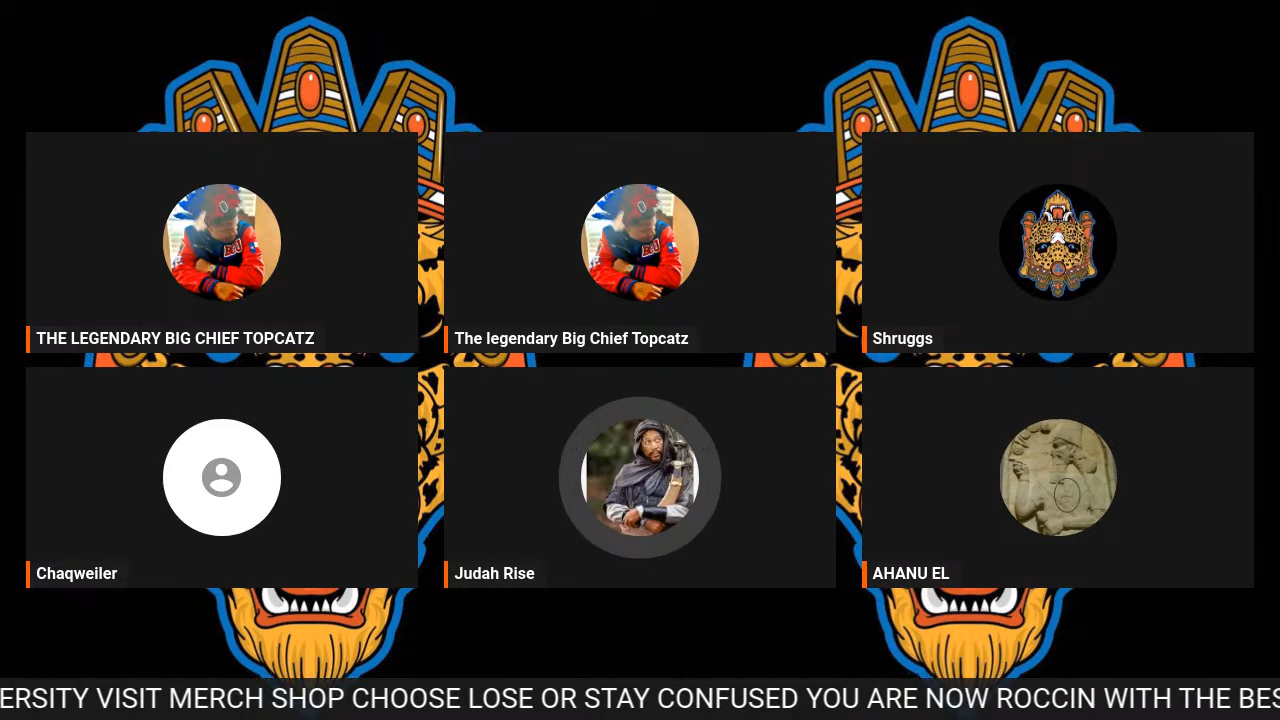 THE LEGENDARY BIG CHIEF TOPCATZ
The legendary Big Chief Topcatz
Shruggs
Chaqweiler
Judah Rise
AHANU EL
ERSITY VISIT MERCH SHOP CHOOSE LOSE OR STAY CONFUSED YOU ARE NOW ROCCIN WITH THE BES